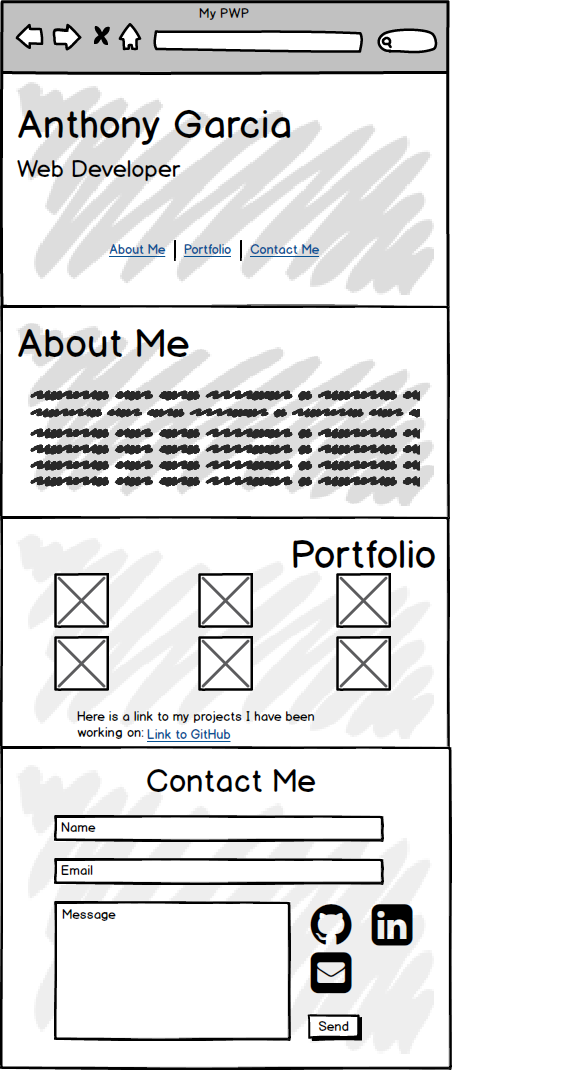 My PWP
Anthony Garcia
Web Developer
About Me | Portfolio | Contact Me
About Me
Portfolio
Here is a link to my projects I have been
working on: Link to GitHub
Contact Me
Name
Email
Message
in
Send